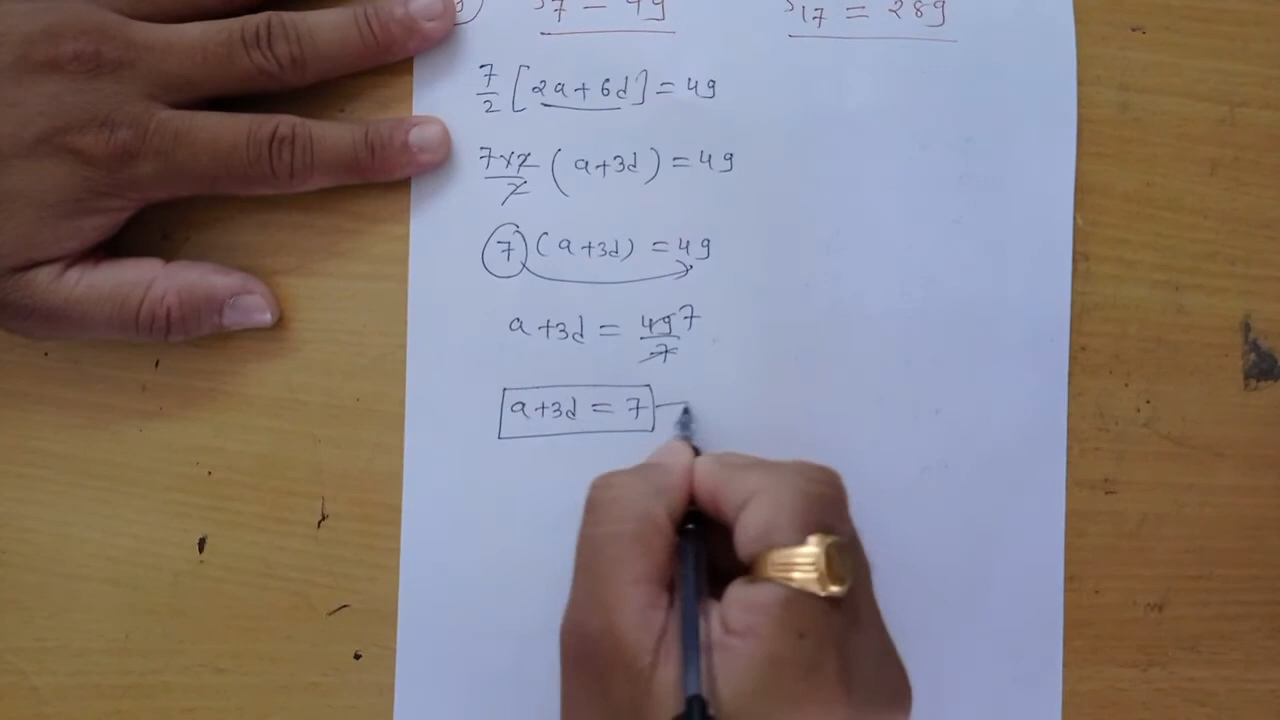 S₇ = 49 S₁₇ = 289
7/2 [2a+6d] = 49
7×2/2 (a+3d) = 49
7 (a+3d) = 49
a+3d = 49/7 7
a+3d = 7